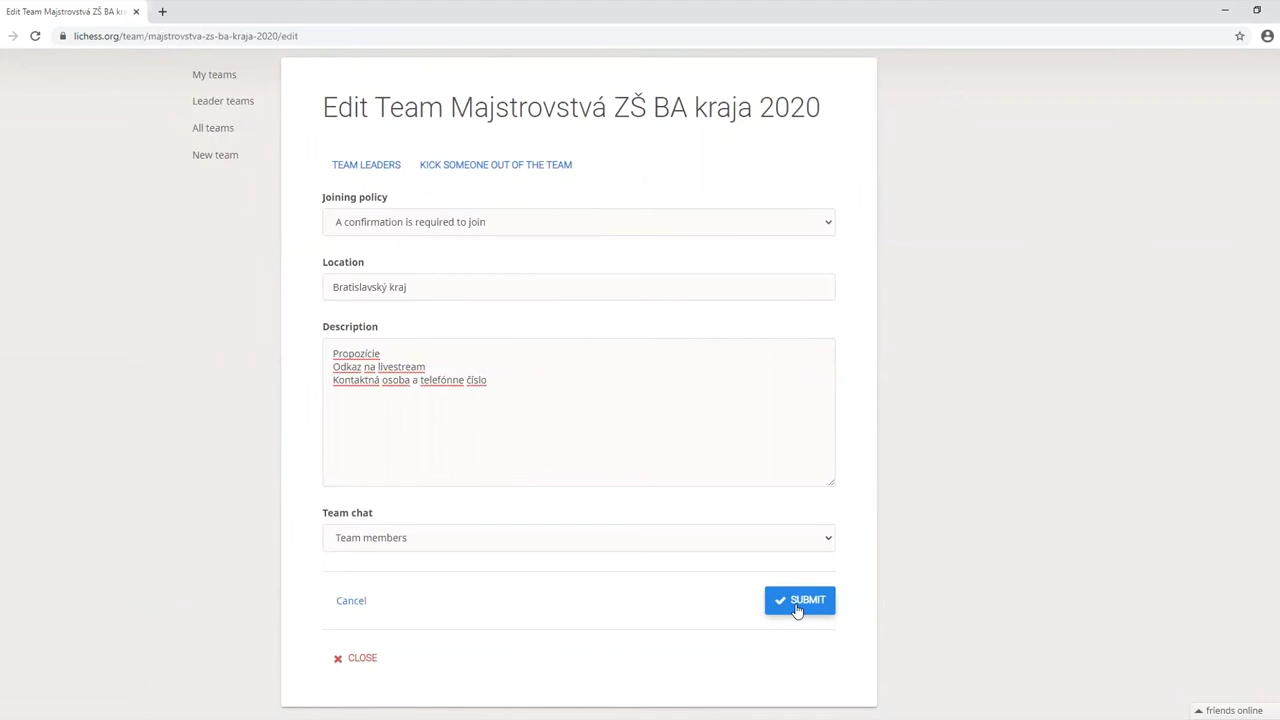 Edit Team Majstrovstvá ZŠ BA kr
lichess.org/team/majstrovstva-zs-ba-kraja-2020/edit
My teams
Leader teams
All teams
New team
Edit Team Majstrovstvá ZŠ BA kraja 2020
TEAM LEADERS KICK SOMEONE OUT OF THE TEAM
Joining policy
A confirmation is required to join
Location
Bratislavský kraj
Description
Propozície
Odkaz na livestream
Kontaktná osoba a telefónne číslo
Team chat
Team members
Cancel
SUBMIT
CLOSE
friends online